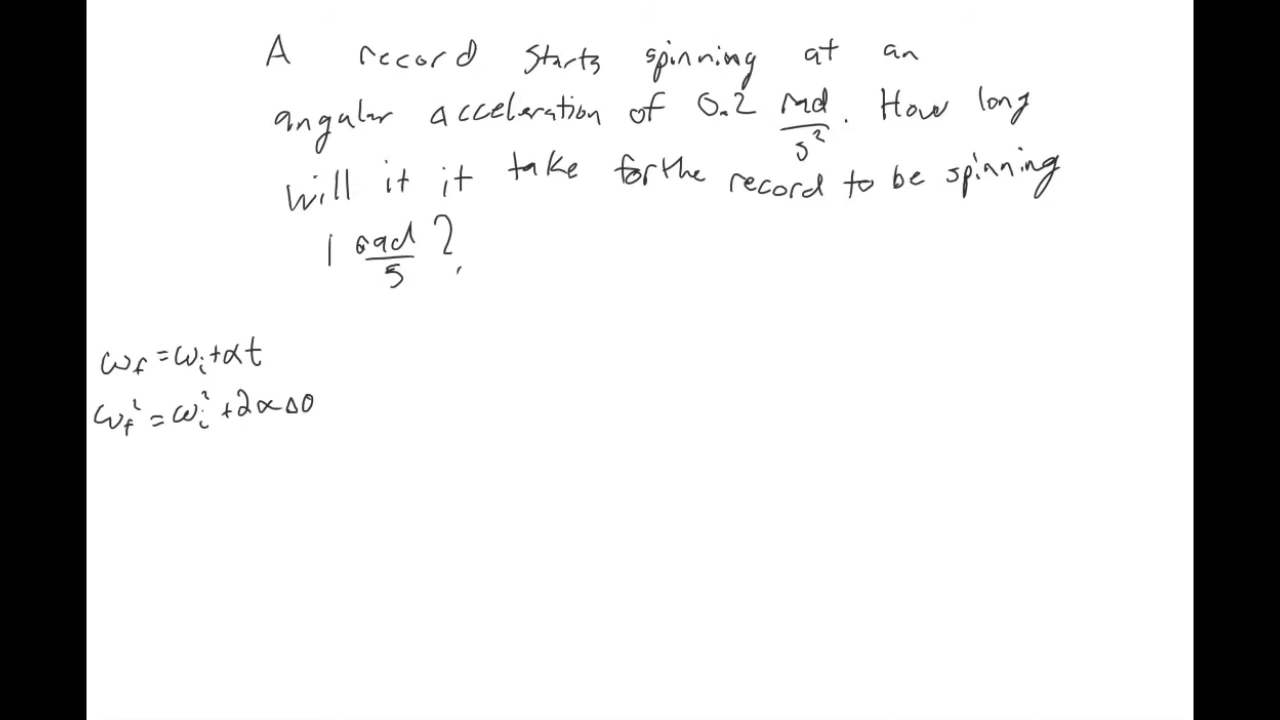 A record starts spinning at an
angular acceleration of 0.2 rad/s². How long
will it it take for the record to be spinning
1 rad/s ?
ωf = ωi + αt
ωf² = ωi² + 2αΔθ